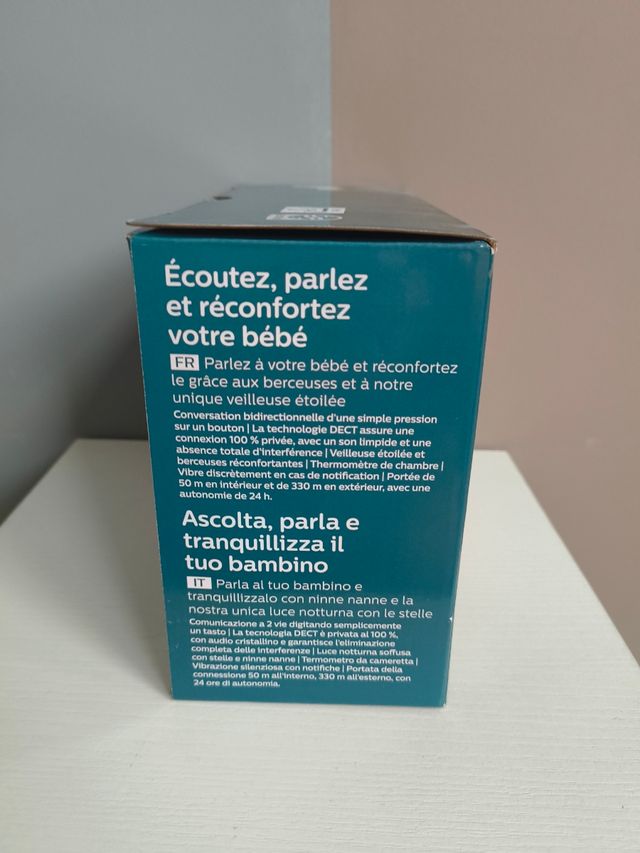 Écoutez, parlez
et réconfortez
votre bébé
FR Parlez à votre bébé et réconfortez
le grâce aux berceuses et à notre
unique veilleuse étoilée
Conversation bidirectionnelle d'une simple pression
sur un bouton | La technologie DECT assure une
connexion 100 % privée, avec un son limpide et une
absence totale d'interférence | Veilleuse étoilée et
berceuses réconfortantes | Thermomètre de chambre |
Vibre discrètement en cas de notification | Portée de
50 m en intérieur et de 330 m en extérieur, avec une
autonomie de 24 h.
Ascolta, parla e
tranquillizza il
tuo bambino
IT Parla al tuo bambino e
tranquillizzalo con ninne nanne e la
nostra unica luce notturna con le stelle
Comunicazione a 2 vie digitando semplicemente
un tasto | La tecnologia DECT è privata al 100 %,
con audio cristallino e garantisce l'eliminazione
completa delle interferenze | Luce notturna soffusa
con stelle e ninne nanne | Termometro da cameretta |
Vibrazione silenziosa con notifiche | Portata della
connessione 50 m all'interno, 330 m all'esterno, con
24 ore di autonomia.